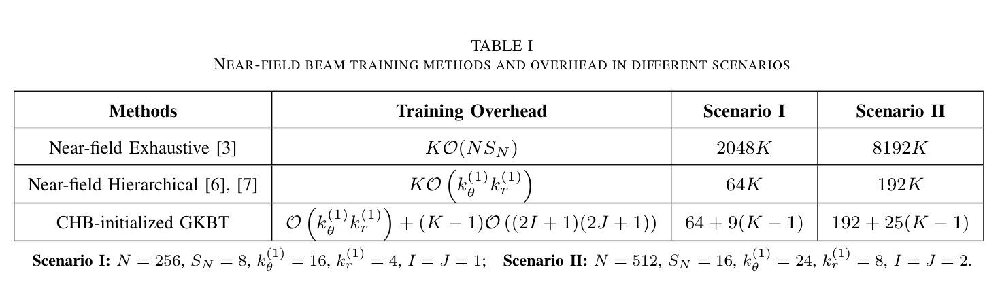 TABLE I
NEAR-FIELD BEAM TRAINING METHODS AND OVERHEAD IN DIFFERENT SCENARIOS
Methods Training Overhead Scenario I Scenario II
Near-field Exhaustive [3] $K\mathcal{O}(NS_N)$ $2048K$ $8192K$
Near-field Hierarchical [6], [7] $K\mathcal{O}\left(k_\theta^{(1)} k_r^{(1)}\right)$ $64K$ $192K$
CHB-initialized GKBT $\mathcal{O}\left(k_\theta^{(1)} k_r^{(1)}\right) + (K-1)\mathcal{O}\left((2I+1)(2J+1)\right)$ $64 + 9(K-1)$ $192 + 25(K-1)$
Scenario I: $N = 256$, $S_N = 8$, $k_\theta^{(1)} = 16$, $k_r^{(1)} = 4$, $I = J = 1$; Scenario II: $N = 512$, $S_N = 16$, $k_\theta^{(1)} = 24$, $k_r^{(1)} = 8$, $I = J = 2$.